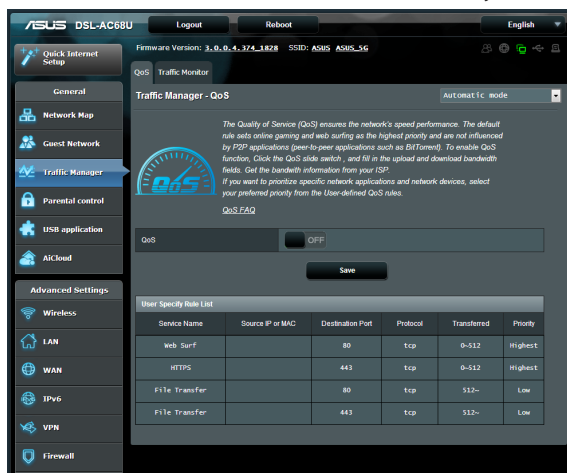 ASUS DSL-AC68U Logout Reboot English
Quick Internet Setup
Firmware Version: 3.0.0.4.374_1828 SSID: ASUS ASUS_5G
QoS Traffic Monitor
General
Network Map
Guest Network
Traffic Manager
Parental control
USB application
AiCloud
Advanced Settings
Wireless
LAN
WAN
IPv6
VPN
Firewall
Traffic Manager - QoS Automatic mode
QoS
The Quality of Service (QoS) ensures the network's speed performance. The default
rule sets online gaming and web surfing as the highest priority and are not influenced
by P2P applications (peer-to-peer applications such as BitTorrent). To enable QoS
function, Click the QoS slide switch , and fill in the upload and download bandwidth
fields. Get the bandwith information from your ISP.
If you want to prioritize specific network applications and network devices, select
your preferred priority from the User-defined QoS rules.
QoS FAQ
QoS OFF
Save
User Specify Rule List
Service Name Source IP or MAC Destination Port Protocol Transferred Priority
Web Surf 80 tcp 0~512 Highest
HTTPS 443 tcp 0~512 Highest
File Transfer 80 tcp 512~ Low
File Transfer 443 tcp 512~ Low